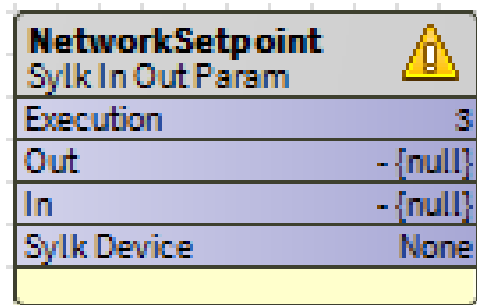 NetworkSetpoint
Sylk In Out Param
Execution 3
Out - {null}
In - {null}
Sylk Device None